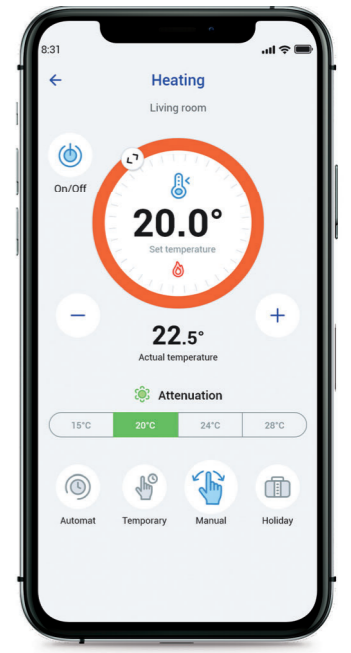 8:31
Heating
Living room
On/Off
20.0°
Set temperature
22.5°
Actual temperature
Attenuation
15°C 20°C 24°C 28°C
Automat Temporary Manual Holiday